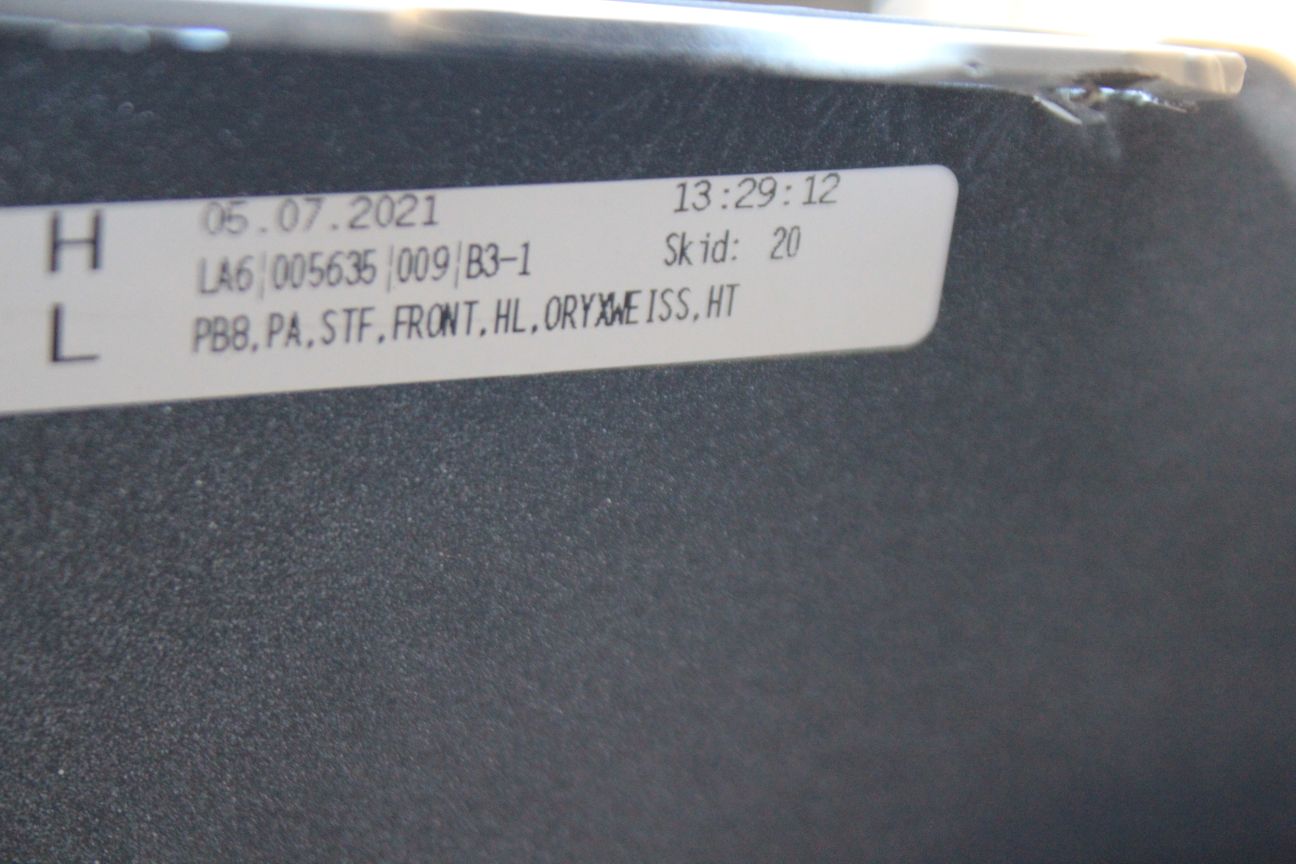 H 05.07.2021 13:29:12
LA6|005635|009|B3-1 Skid: 20
L PB8,PA,STF,FRONT,HL,ORYXWEISS,HT